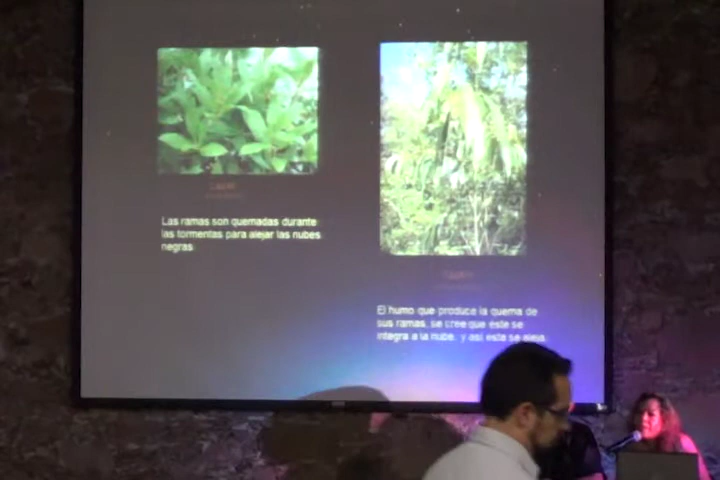 Las ramas son quemadas durante
las tormentas para alejar las nubes
negras
El humo que produce la quema de
sus ramas, se cree que éste se
integra a la nube, y así esta se aleja